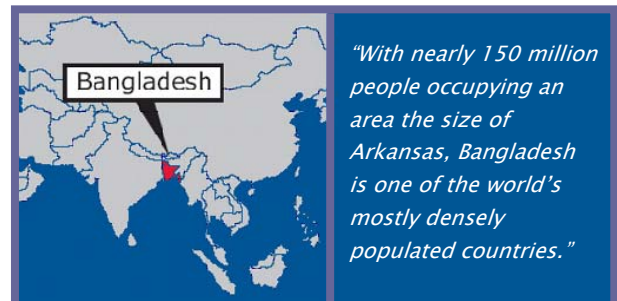 Bangladesh
“With nearly 150 million
people occupying an
area the size of
Arkansas, Bangladesh
is one of the world’s
mostly densely
populated countries.”